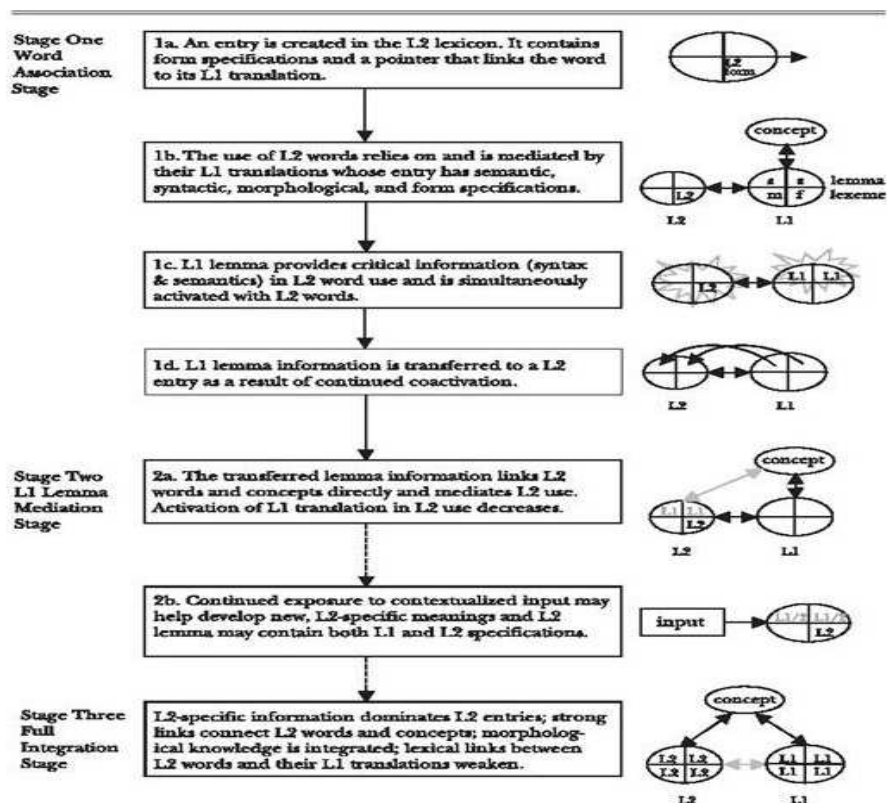 Stage One
Word
Association
Stage
1a. An entry is created in the L2 lexicon. It contains
form specifications and a pointer that links the word
to its L1 translation.
L2
form
1b. The use of L2 words relies on and is mediated by
their L1 translations whose entry has semantic,
syntactic, morphological, and form specifications.
concept
L2
s s
m f
lemma
lexeme
L2 L1
1c. L1 lemma provides critical information (syntax
& semantics) in L2 word use and is simultaneously
activated with L2 words.
L2
L1 L1
1d. L1 lemma information is transferred to a L2
entry as a result of continued coactivation.
L2 L1
Stage Two
L1 Lemma
Mediation
Stage
2a. The transferred lemma information links L2
words and concepts directly and mediates L2 use.
Activation of L1 translation in L2 use decreases.
concept
L1 L1
L2
L2 L1
2b. Continued exposure to contextualized input may
help develop new, L2-specific meanings and L2
lemma may contain both L1 and L2 specifications.
input
L2
Stage Three
Full
Integration
Stage
L2-specific information dominates L2 entries; strong
links connect L2 words and concepts; morpholog-
ical knowledge is integrated; lexical links between
L2 words and their L1 translations weaken.
concept
L2 L2
L2 L2
L1 L1
L1 L1
L2 L1